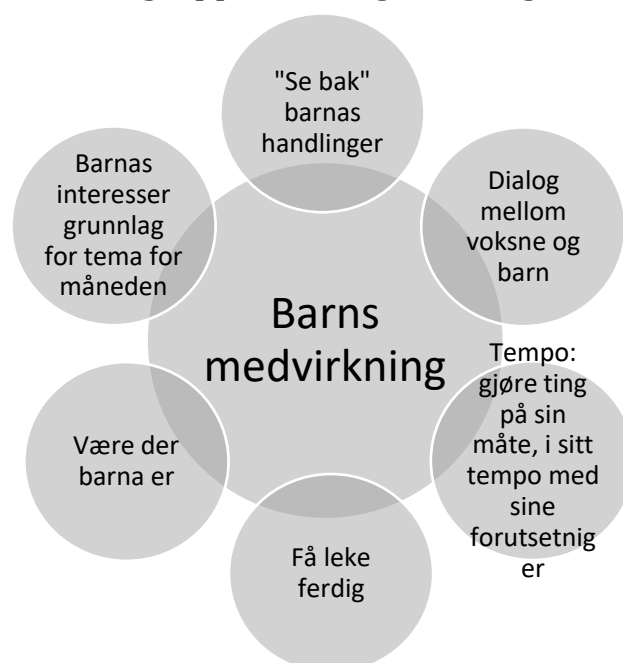 "Se bak"
barnas
handlinger
Dialog
mellom
voksne og
barn
Tempo:
gjøre ting
på sin
måte, i sitt
tempo med
sine
forutsetnig
er
Få leke
ferdig
Være der
barna er
Barnas
interesser
grunnlag
for tema for
måneden
Barns
medvirkning